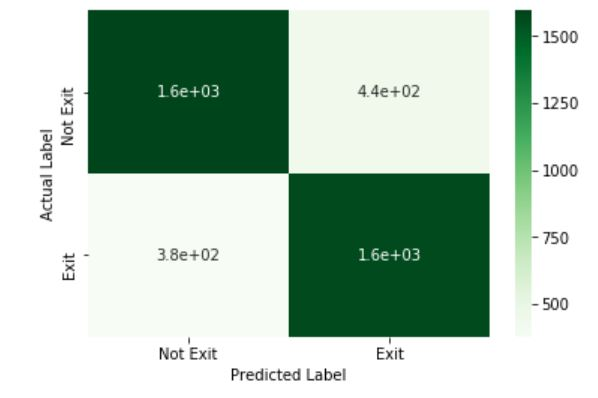 Actual Label
Not Exit
Exit
1.6e+03
4.4e+02
3.8e+02
1.6e+03
Not Exit
Exit
Predicted Label
1500
1250
1000
750
500